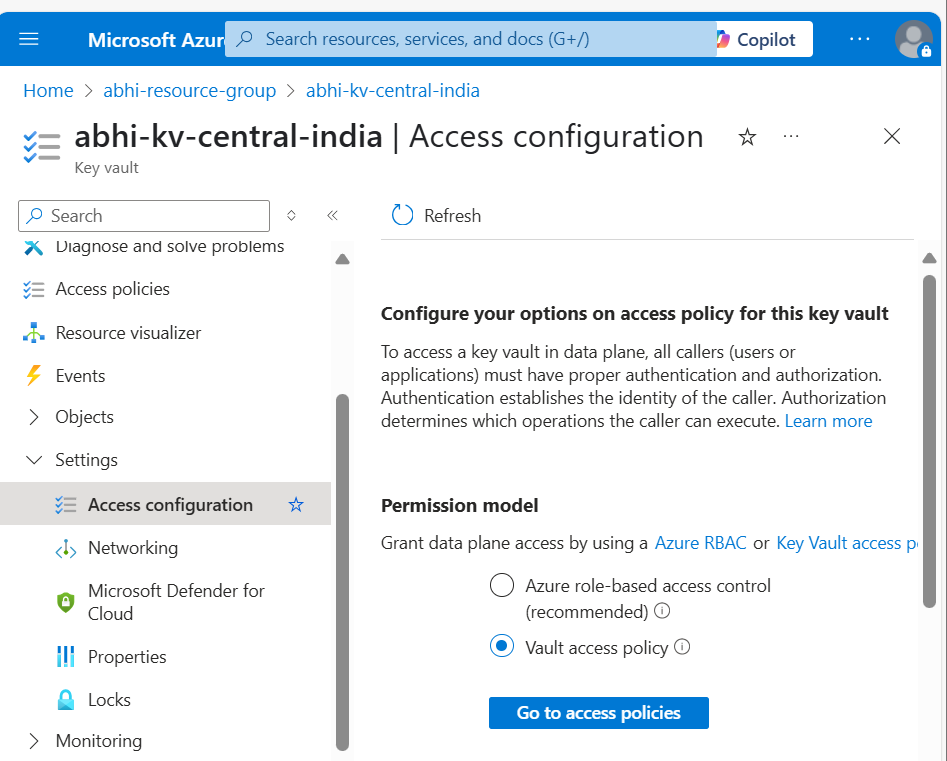 Microsoft Azur
Search resources, services, and docs (G+/)
Copilot
Home > abhi-resource-group > abhi-kv-central-india
abhi-kv-central-india | Access configuration
Key vault
Search
Diagnose and solve problems
Access policies
Resource visualizer
Events
Objects
Settings
Access configuration
Networking
Microsoft Defender for
Cloud
Properties
Locks
Monitoring
Refresh
Configure your options on access policy for this key vault
To access a key vault in data plane, all callers (users or
applications) must have proper authentication and authorization.
Authentication establishes the identity of the caller. Authorization
determines which operations the caller can execute. Learn more
Permission model
Grant data plane access by using a Azure RBAC or Key Vault access p
Azure role-based access control
(recommended)
Vault access policy
Go to access policies